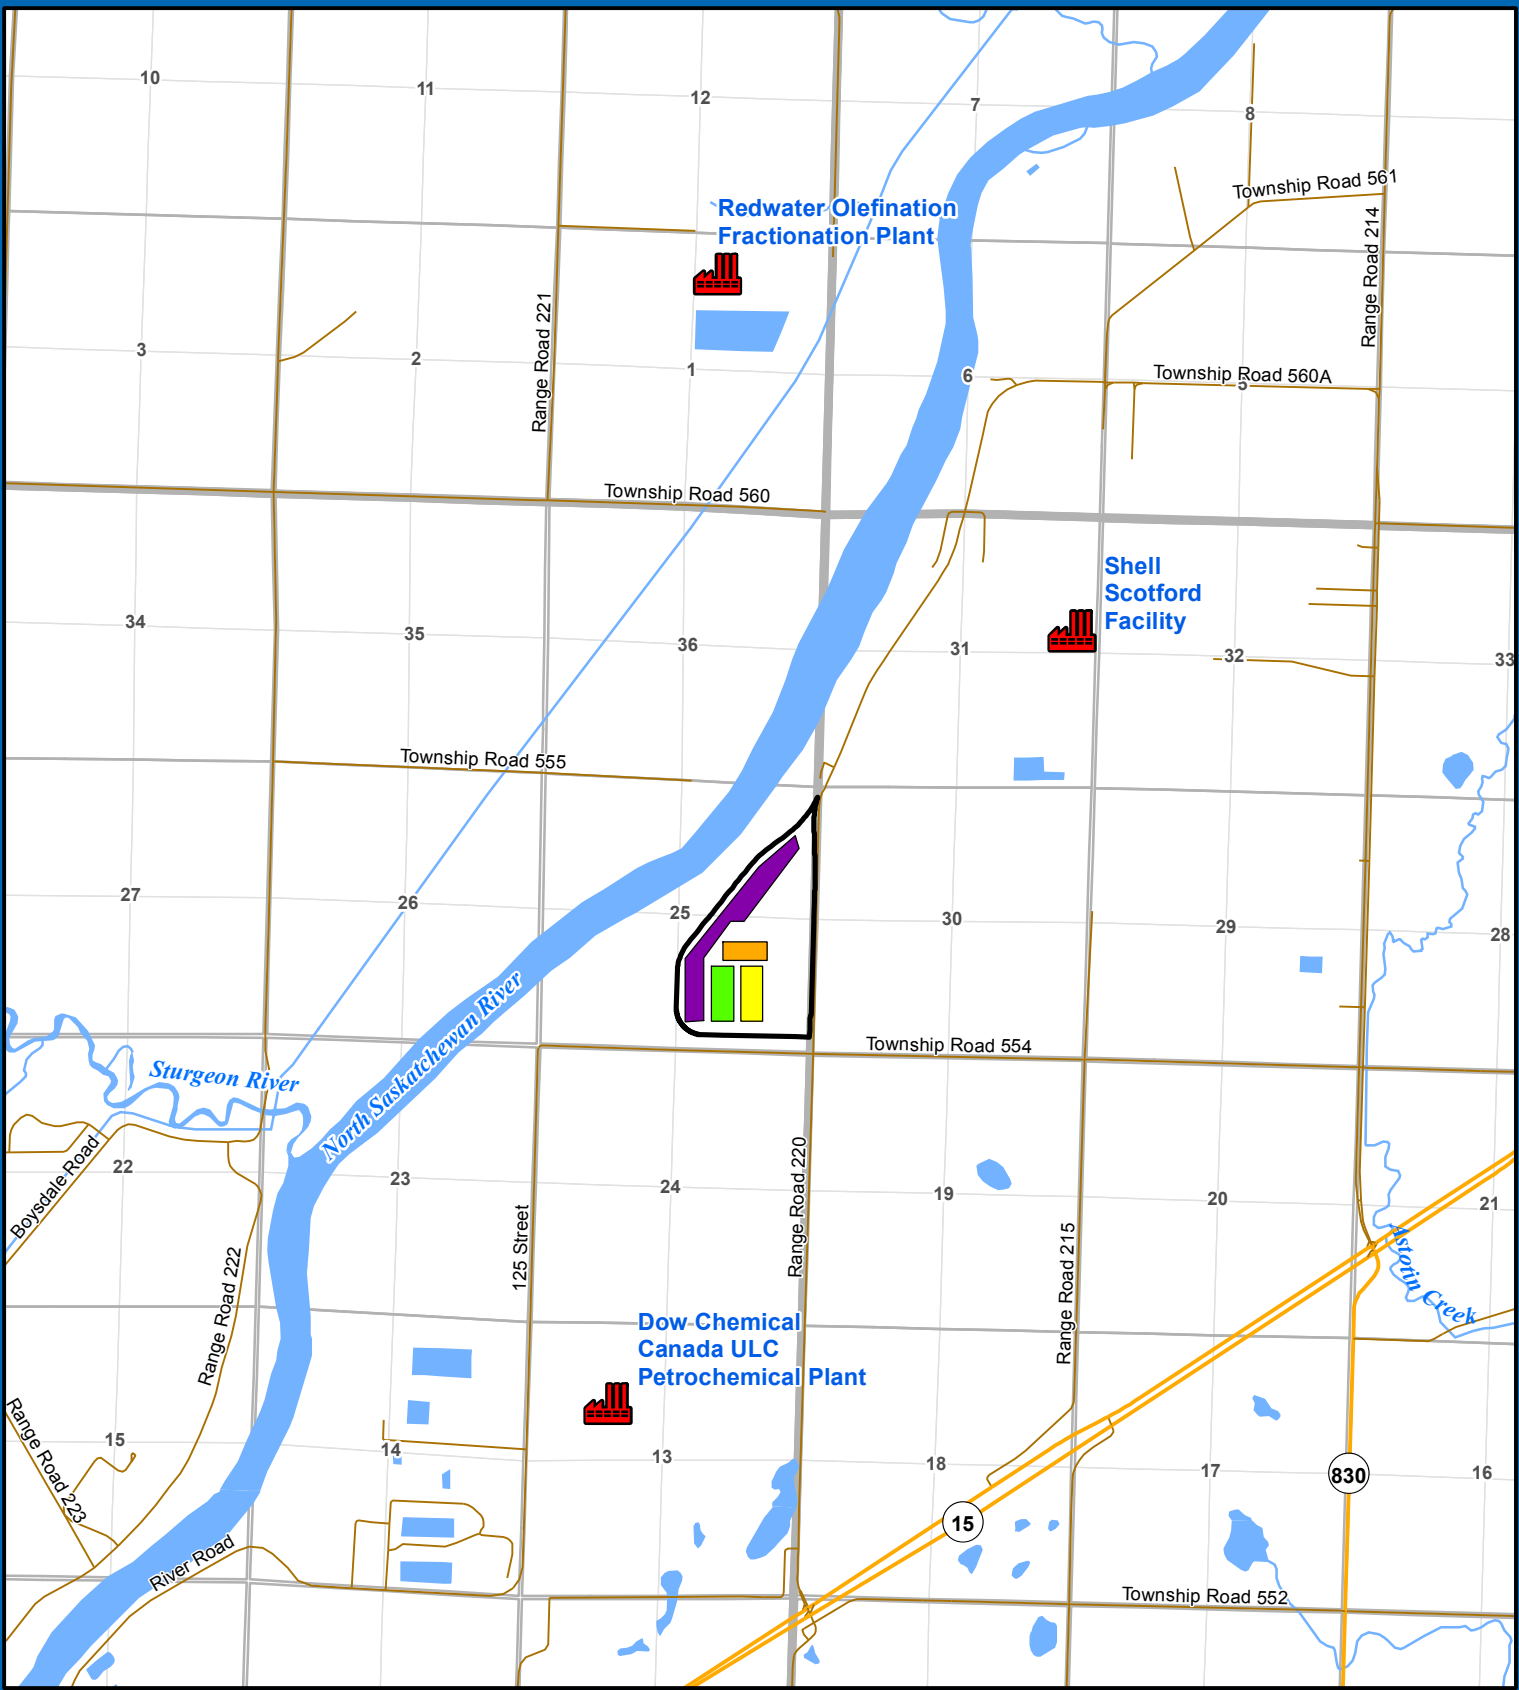 10
11
12
7
8
Township Road 561
Redwater Olefination
Fractionation Plant
Range Road 214
Range Road 221
3
2
1
6
Township Road 560A
5
Township Road 560
Shell
Scotford
Facility
34
35
36
31
32
33
Township Road 555
27
26
25
30
29
28
North Saskatchewan River
Township Road 554
Sturgeon River
Boysdale Road
22
23
24
19
20
21
Range Road 222
125 Street
Range Road 220
Range Road 215
Astotin Creek
Dow Chemical
Canada ULC
Petrochemical Plant
Range Road 223
15
14
13
18
17
16
830
15
River Road
Township Road 552